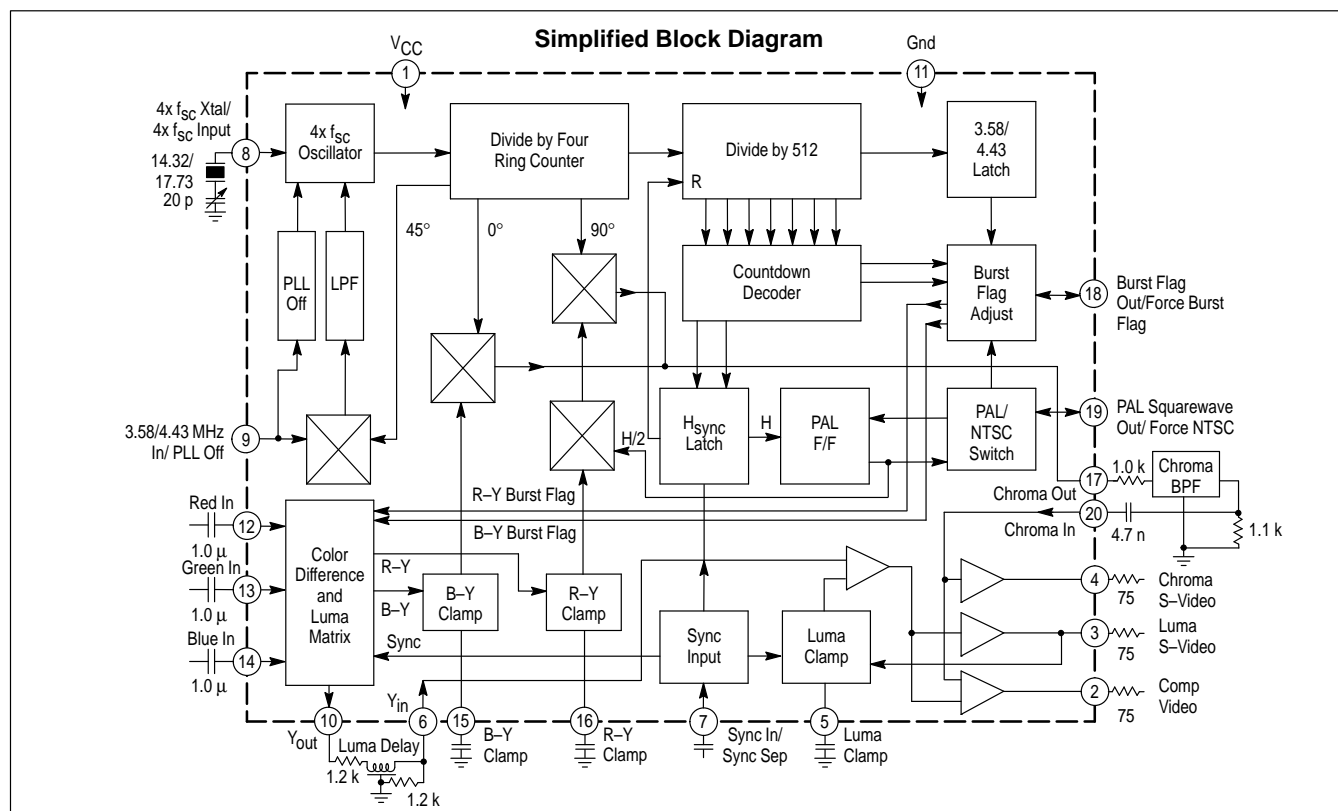 Simplified Block Diagram
VCC
Gnd
1
11
4x fsc Xtal/
4x fsc Input
8
14.32/
17.73
20 p
4x fsc
Oscillator
Divide by Four
Ring Counter
Divide by 512
R
3.58/
4.43
Latch
45°
0°
90°
PLL
Off
LPF
Countdown
Decoder
Burst
Flag
Adjust
18
Burst Flag
Out/Force Burst
Flag
3.58/4.43 MHz
In/ PLL Off
9
H/2
Hsync
Latch
H
PAL
F/F
PAL/
NTSC
Switch
19
PAL Squarewave
Out/ Force NTSC
17
1.0 k
Chroma
BPF
Chroma Out
20
Chroma In
4.7 n
1.1 k
R–Y Burst Flag
B–Y Burst Flag
Red In
12
1.0 µ
Green In
13
1.0 µ
Blue In
14
1.0 µ
Color
Difference
and
Luma
Matrix
R–Y
B–Y
B–Y
Clamp
R–Y
Clamp
Sync
Sync
Input
Luma
Clamp
4
75
Chroma
S–Video
3
75
Luma
S–Video
2
75
Comp
Video
10
Yout
Yin
6
15
B–Y
Clamp
16
R–Y
Clamp
7
Sync In/
Sync Sep
5
Luma
Clamp
Luma Delay
1.2 k
1.2 k